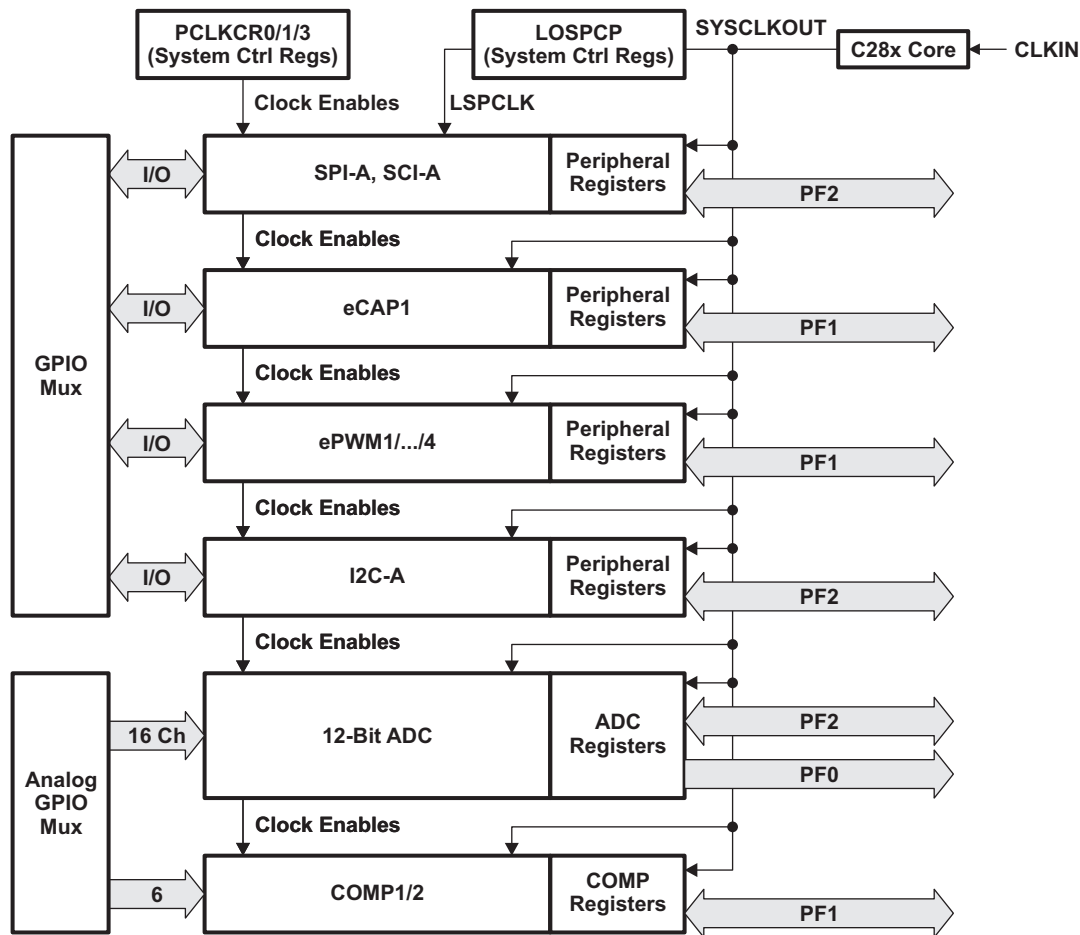 PCLKCR0/1/3
(System Ctrl Regs)
LOSPCP
(System Ctrl Regs)
SYSCLKOUT
C28x Core
CLKIN
Clock Enables
LSPCLK
I/O
SPI-A, SCI-A
Peripheral
Registers
PF2
Clock Enables
I/O
eCAP1
Peripheral
Registers
PF1
GPIO
Mux
Clock Enables
I/O
ePWM1/.../4
Peripheral
Registers
PF1
Clock Enables
I/O
I2C-A
Peripheral
Registers
PF2
Clock Enables
16 Ch
12-Bit ADC
ADC
Registers
PF2
PF0
Analog
GPIO
Mux
Clock Enables
6
COMP1/2
COMP
Registers
PF1